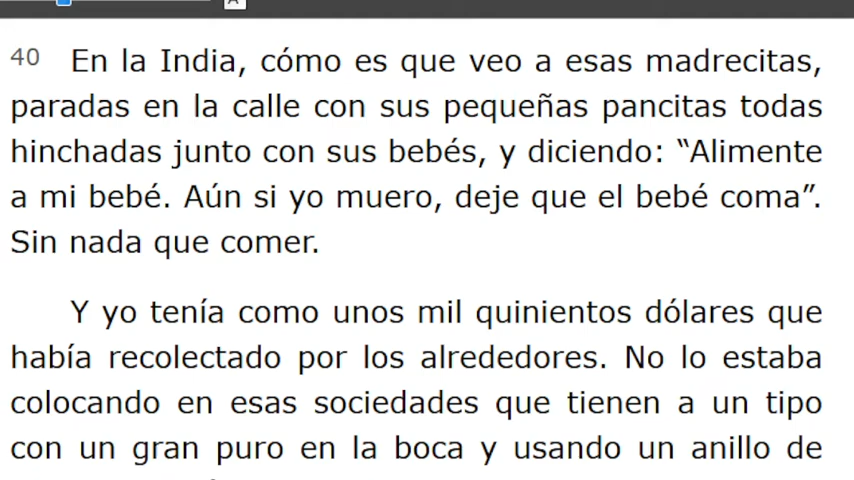 A
40 En la India, cómo es que veo a esas madrecitas,
paradas en la calle con sus pequeñas pancitas todas
hinchadas junto con sus bebés, y diciendo: “Alimente
a mi bebé. Aún si yo muero, deje que el bebé coma”.
Sin nada que comer.
Y yo tenía como unos mil quinientos dólares que
había recolectado por los alrededores. No lo estaba
colocando en esas sociedades que tienen a un tipo
con un gran puro en la boca y usando un anillo de